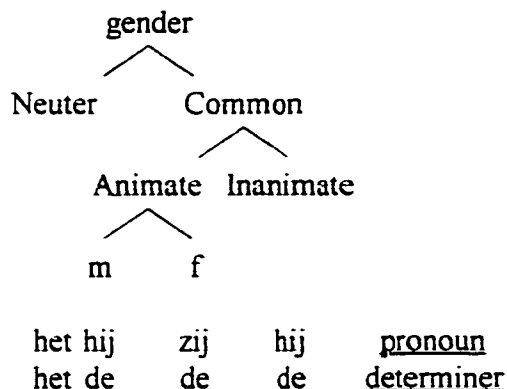 gender
Neuter Common
Animate Inanimate
m f
het hij zij hij pronoun
het de de de determiner